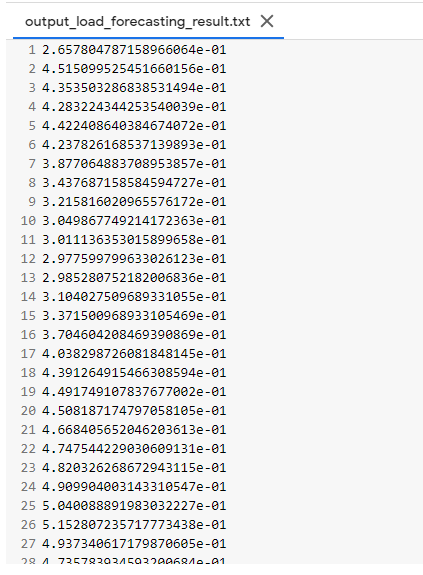 output_load_forecasting_result.txt ×
1 2.657804787158966064e-01
2 4.515099525451660156e-01
3 4.353503286838531494e-01
4 4.283224344253540039e-01
5 4.422408640384674072e-01
6 4.237826168537139893e-01
7 3.877064883708953857e-01
8 3.437687158584594727e-01
9 3.215816020965576172e-01
10 3.049867749214172363e-01
11 3.011136353015899658e-01
12 2.977599799633026123e-01
13 2.985280752182006836e-01
14 3.104027509689331055e-01
15 3.371500968933105469e-01
16 3.704604208469390869e-01
17 4.038298726081848145e-01
18 4.391264915466308594e-01
19 4.491749107837677002e-01
20 4.508187174797058105e-01
21 4.668405652046203613e-01
22 4.747544229030609131e-01
23 4.820326268672943115e-01
24 4.909904003143310547e-01
25 5.040088891983032227e-01
26 5.152807235717773438e-01
27 4.937340617179870605e-01
28 4.735783934593200684e-01